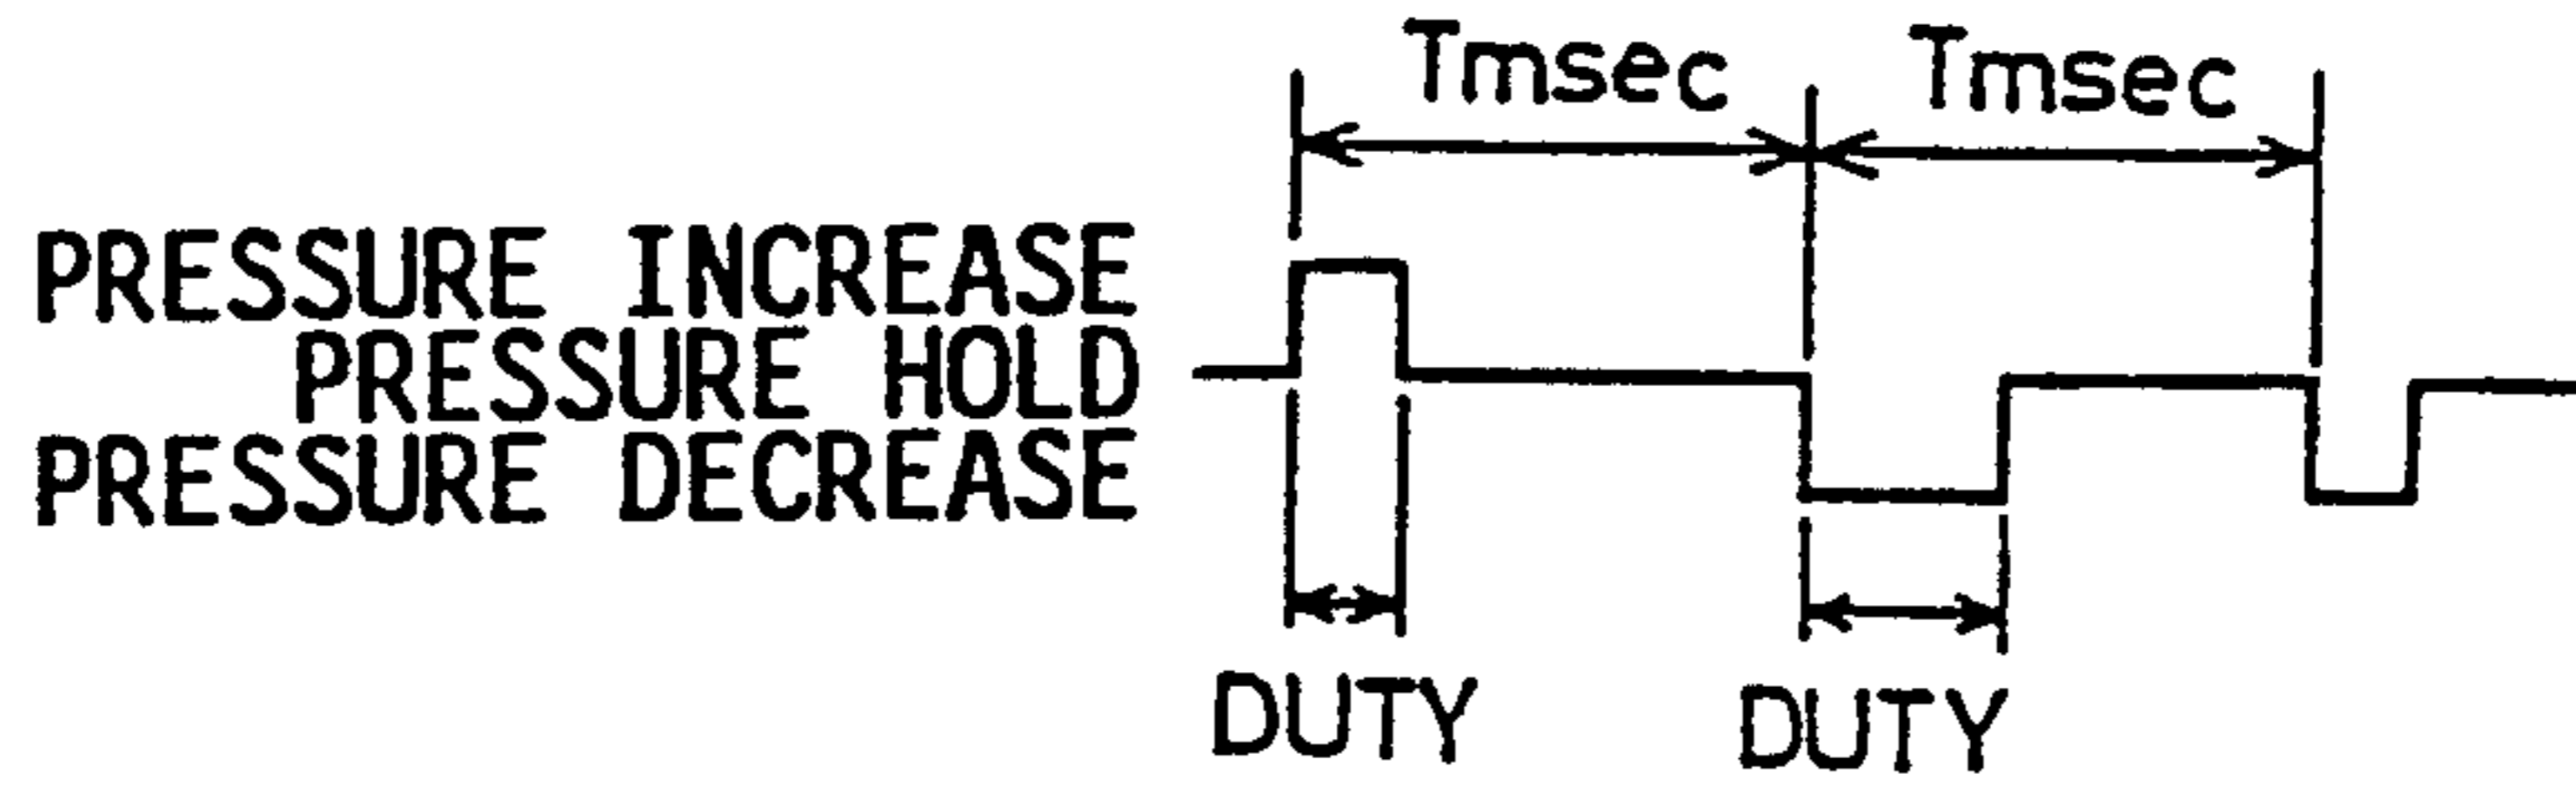 Tmsec Tmsec
PRESSURE INCREASE
PRESSURE HOLD
PRESSURE DECREASE
DUTY DUTY